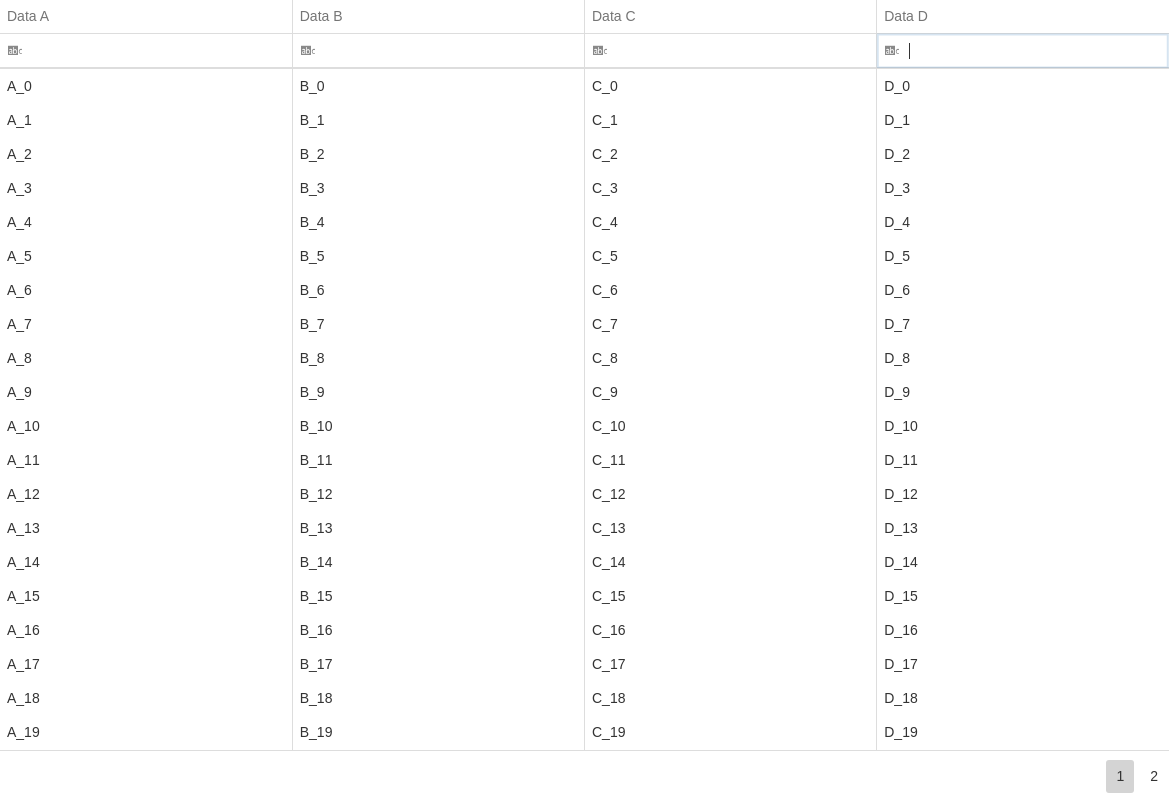 Data A Data B Data C Data D
abc abc abc abc
A_0 B_0 C_0 D_0
A_1 B_1 C_1 D_1
A_2 B_2 C_2 D_2
A_3 B_3 C_3 D_3
A_4 B_4 C_4 D_4
A_5 B_5 C_5 D_5
A_6 B_6 C_6 D_6
A_7 B_7 C_7 D_7
A_8 B_8 C_8 D_8
A_9 B_9 C_9 D_9
A_10 B_10 C_10 D_10
A_11 B_11 C_11 D_11
A_12 B_12 C_12 D_12
A_13 B_13 C_13 D_13
A_14 B_14 C_14 D_14
A_15 B_15 C_15 D_15
A_16 B_16 C_16 D_16
A_17 B_17 C_17 D_17
A_18 B_18 C_18 D_18
A_19 B_19 C_19 D_19
1 2